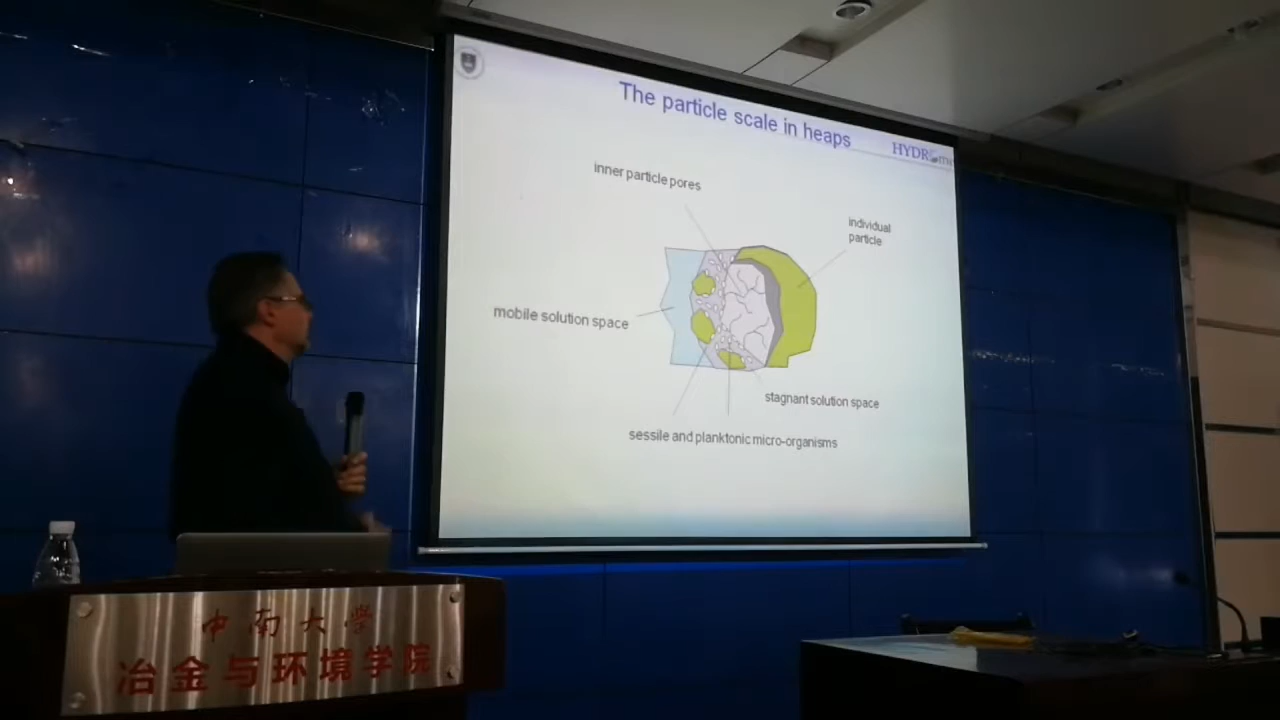 The particle scale in heaps
HYDROme
inner particle pores
individual
particle
mobile solution space
stagnant solution space
sessile and planktonic micro-organisms
中南大学
冶金与环境学院